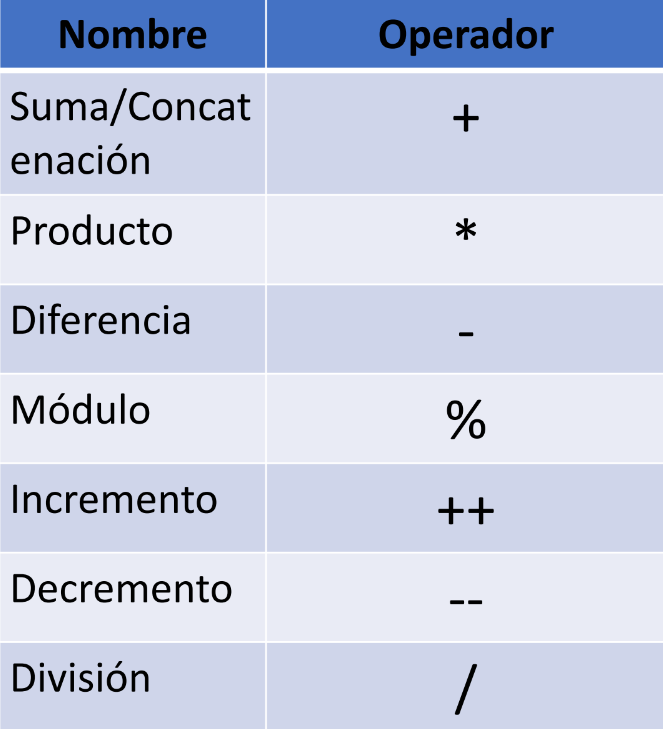 Nombre Operador
Suma/Concat +
enación
Producto *
Diferencia -
Módulo %
Incremento ++
Decremento --
División /